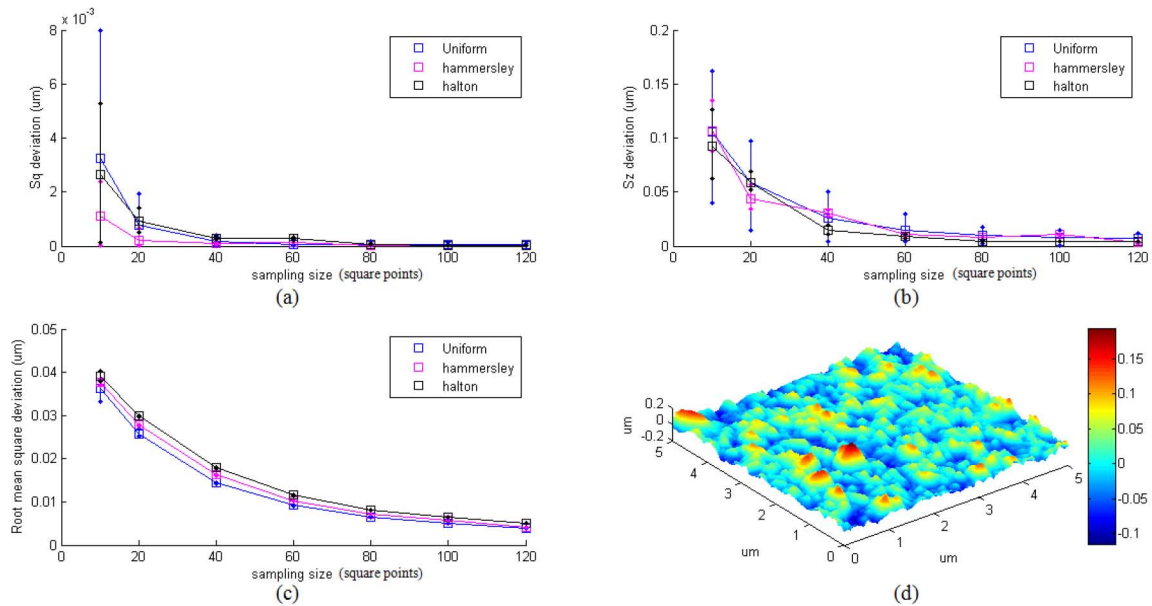 × 10⁻³
8
6
4
2
0
Sq deviation (um)
Uniform
hammersley
halton
0 20 40 60 80 100 120
sampling size (square points)
(a)
0.2
0.15
0.1
0.05
0
Sz deviation (um)
Uniform
hammersley
halton
0 20 40 60 80 100 120
sampling size (square points)
(b)
0.05
0.04
0.03
0.02
0.01
0
Root mean square deviation (um)
Uniform
hammersley
halton
0 20 40 60 80 100 120
sampling size (square points)
(c)
um
0.2
0
-0.2
5
4
3
2
1
0
um
0
1
2
3
4
5
um
0.15
0.1
0.05
0
-0.05
-0.1
(d)